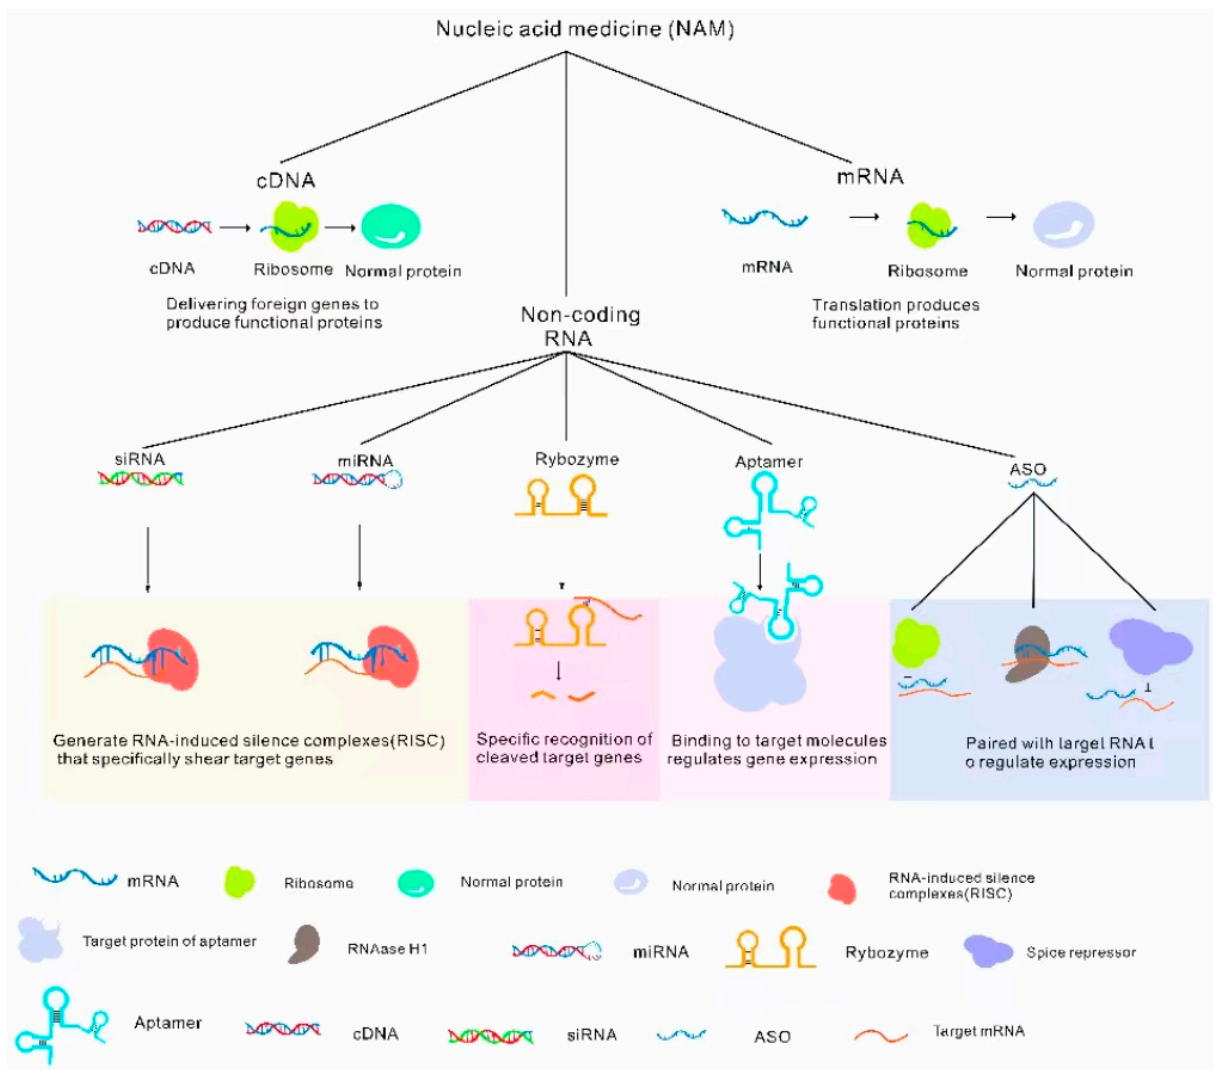 Nucleic acid medicine (NAM)
cDNA
mRNA
cDNA
Ribosome
Normal protein
mRNA
Ribosome
Normal protein
Delivering foreign genes to
produce functional proteins
Translation produces
functional proteins
Non-coding
RNA
siRNA
miRNA
Rybozyme
Aptamer
ASO
Generate RNA-induced silence complexes(RISC)
that specifically shear target genes
Specific recognition of
cleaved target genes
Binding to target molecules
regulates gene expression
Paired with target RNA t
o regulate expression
mRNA
Ribosome
Normal protein
Normal protein
RNA-induced silence
complexes(RISC)
Target protein of aptamer
RNAase H1
miRNA
Rybozyme
Spice repressor
Aptamer
cDNA
siRNA
ASO
Target mRNA